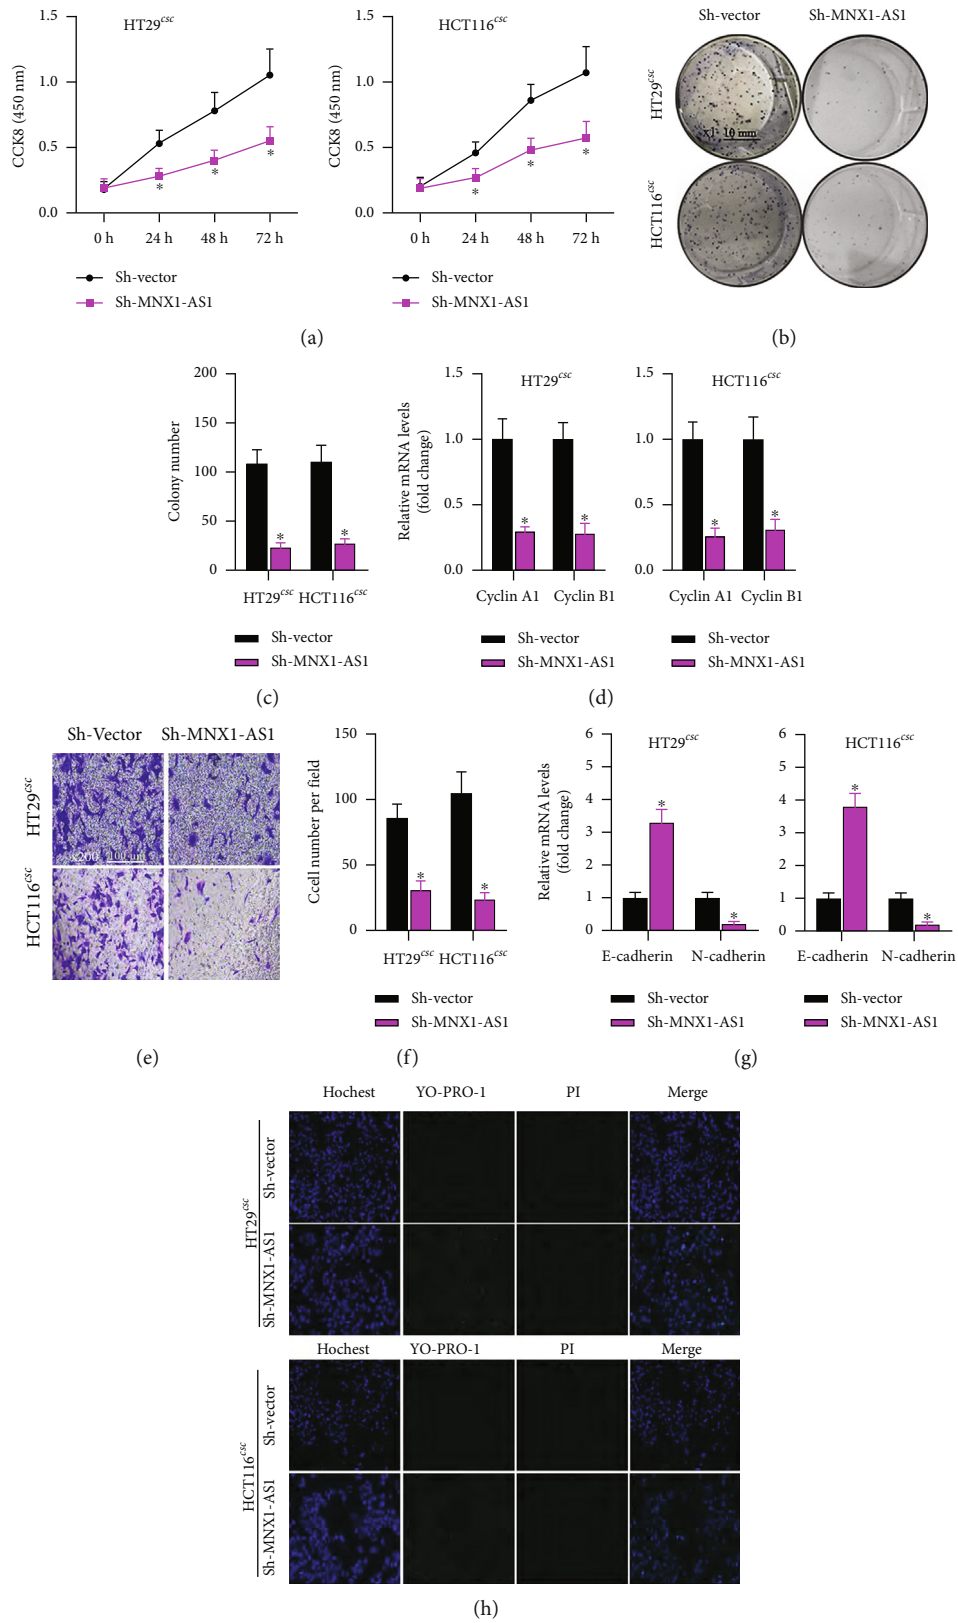 HT29csc
CCK8 (450 nm)
1.5
1.0
0.5
0.0
0 h 24 h 48 h 72 h
* * *
Sh-vector
Sh-MNX1-AS1
HCT116csc
CCK8 (450 nm)
1.5
1.0
0.5
0.0
0 h 24 h 48 h 72 h
* * *
Sh-vector
Sh-MNX1-AS1
(a)
Sh-vector Sh-MNX1-AS1
HT29csc
x1 10 mm
HCT116csc
(b)
Colony number
200
150
100
50
0
* *
HT29csc HCT116csc
Sh-vector
Sh-MNX1-AS1
(c)
Relative mRNA levels
(fold change)
HT29csc
1.5
1.0
0.5
0.0
* *
Cyclin A1 Cyclin B1
Sh-vector
Sh-MNX1-AS1
HCT116csc
1.5
1.0
0.5
0.0
* *
Cyclin A1 Cyclin B1
Sh-vector
Sh-MNX1-AS1
(d)
Sh-Vector Sh-MNX1-AS1
HT29csc
x200 100 um
HCT116csc
(e)
Ccell number per field
150
100
50
0
* *
HT29csc HCT116csc
Sh-vector
Sh-MNX1-AS1
(f)
Relative mRNA levels
(fold change)
HT29csc
6
4
3
2
1
0
* *
E-cadherin N-cadherin
Sh-vector
Sh-MNX1-AS1
HCT116csc
6
4
2
0
* *
E-cadherin N-cadherin
Sh-vector
Sh-MNX1-AS1
(g)
Hochest YO-PRO-1 PI Merge
HT29csc
Sh-vector
Sh-MNX1-AS1
Hochest YO-PRO-1 PI Merge
HCT116csc
Sh-vector
Sh-MNX1-AS1
(h)